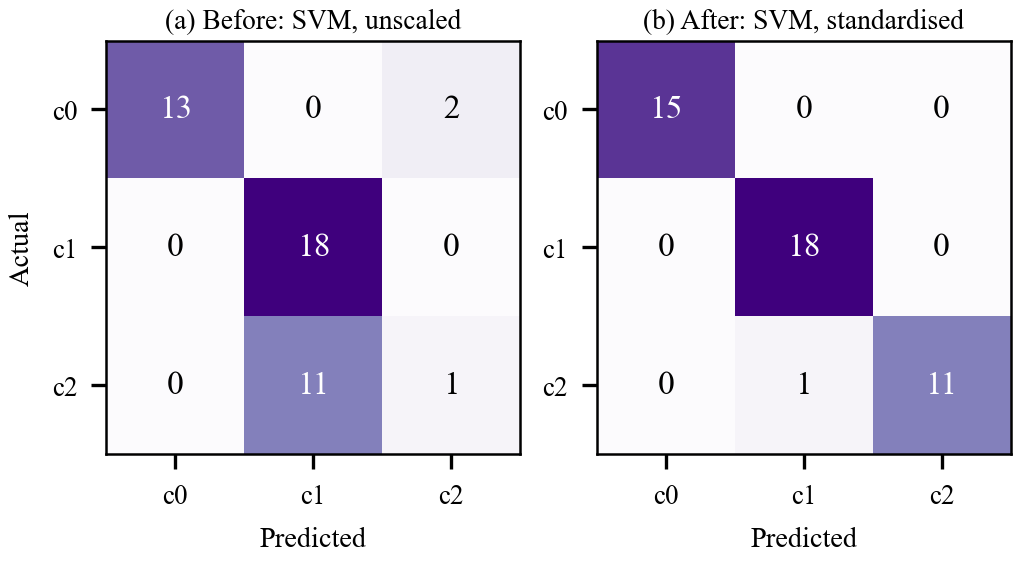 (a) Before: SVM, unscaled
c0 13 0 2
c1 0 18 0
c2 0 11 1
c0 c1 c2
Predicted
Actual
(b) After: SVM, standardised
c0 15 0 0
c1 0 18 0
c2 0 1 11
c0 c1 c2
Predicted